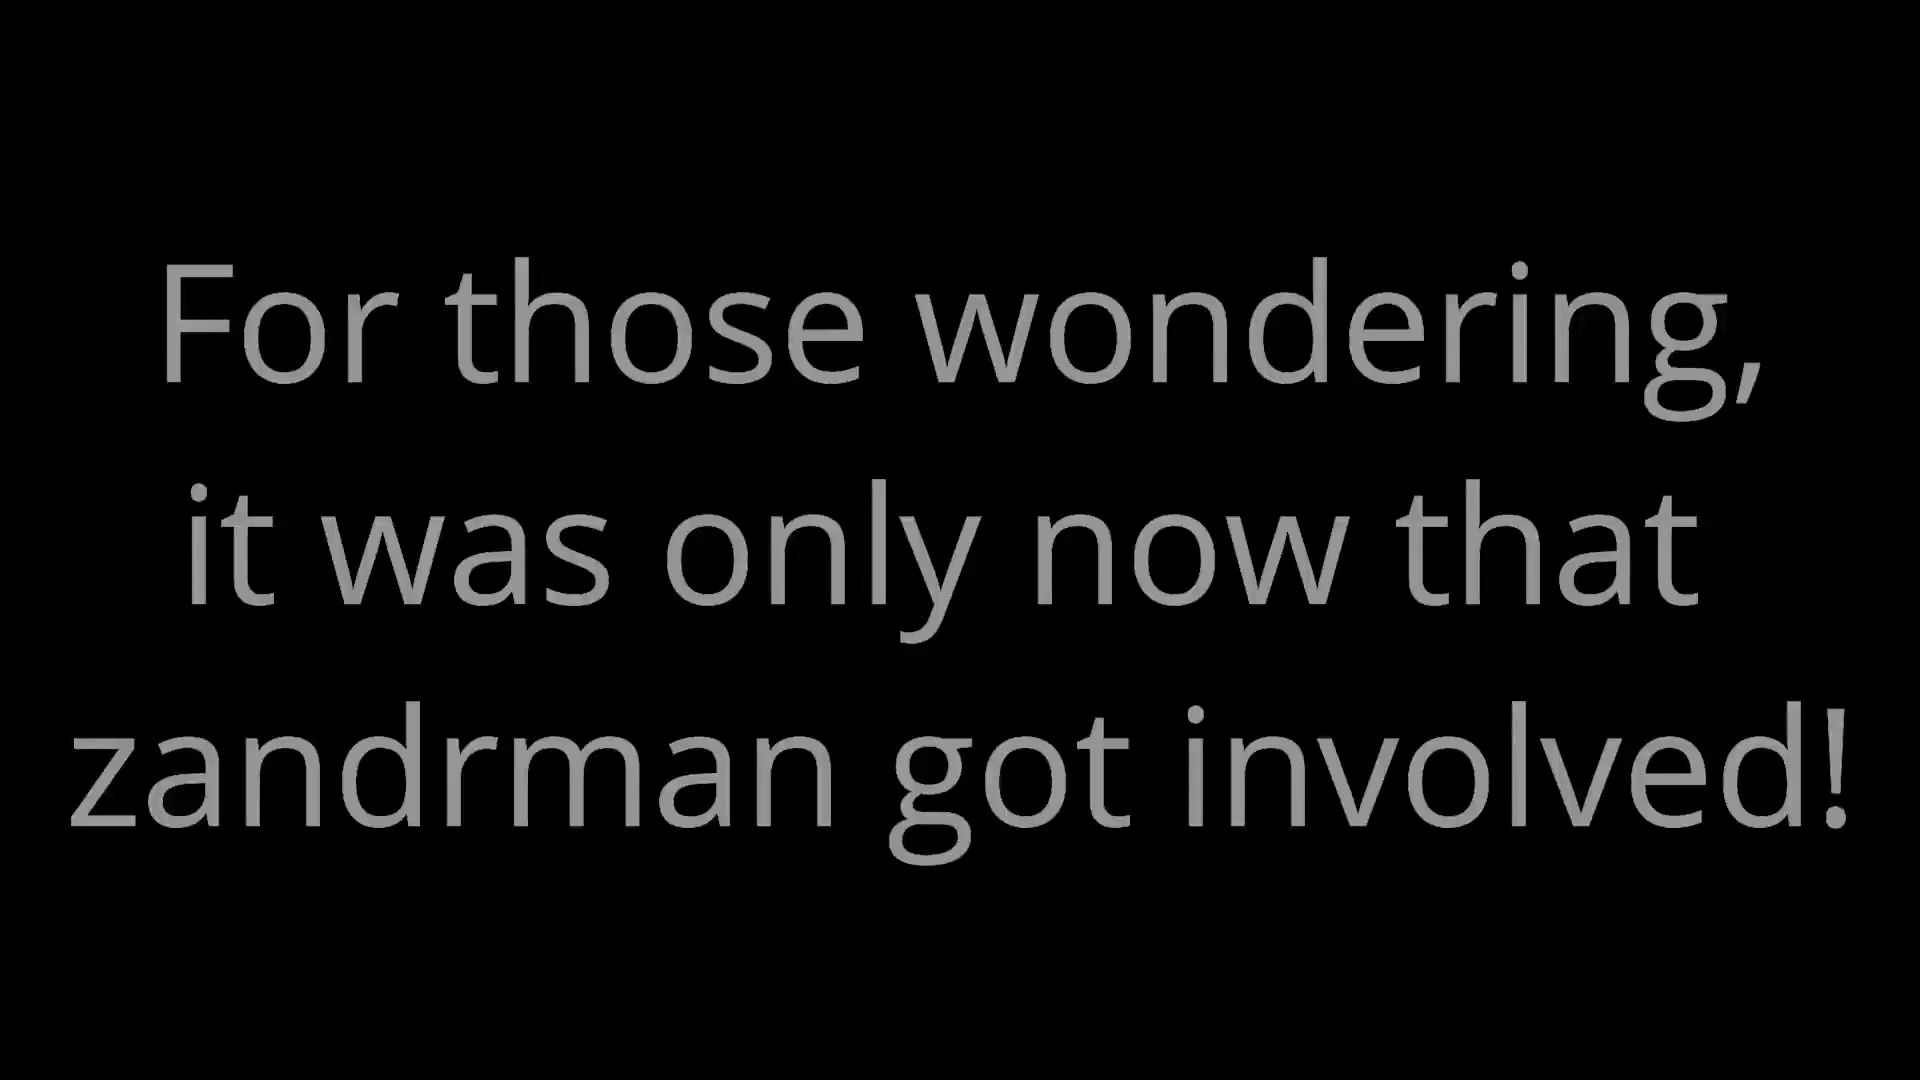 For those wondering,
it was only now that
zandrman got involved!